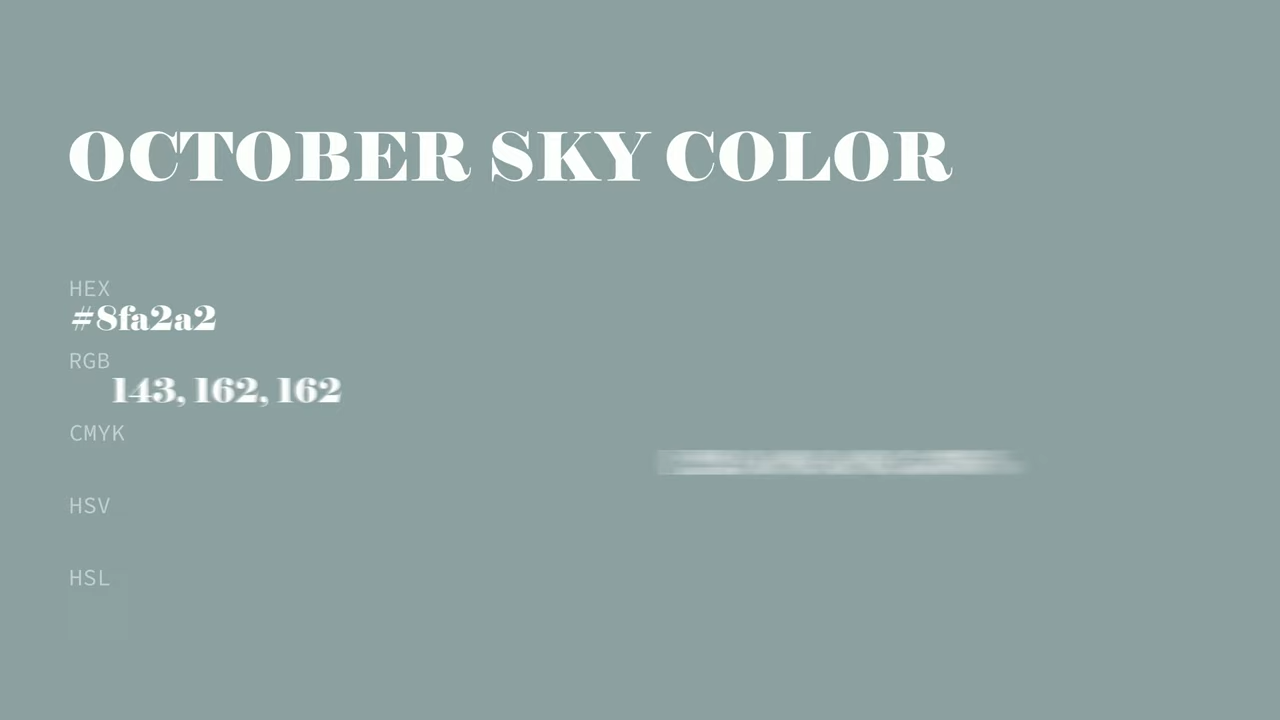 OCTOBER SKY COLOR
HEX
#8fa2a2
RGB
143, 162, 162
CMYK
HSV
HSL